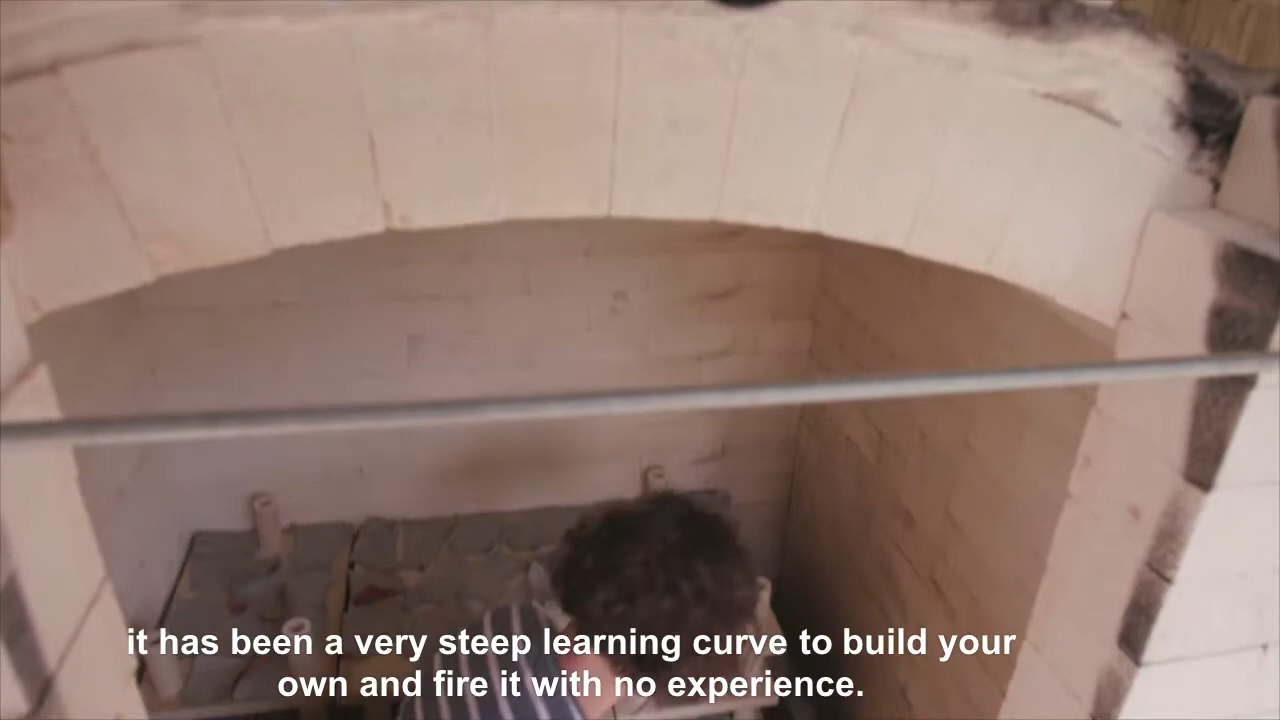 it has been a very steep learning curve to build your
own and fire it with no experience.